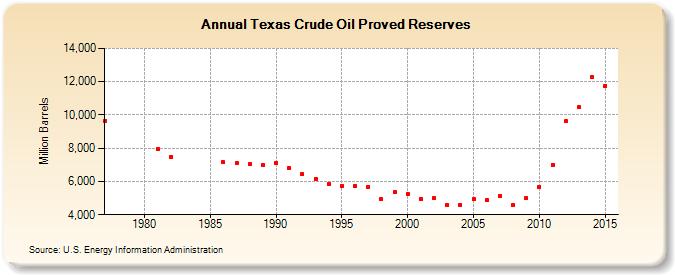 Annual Texas Crude Oil Proved Reserves
Million Barrels
14,000
12,000
10,000
8,000
6,000
4,000
1980 1985 1990 1995 2000 2005 2010 2015
Source: U.S. Energy Information Administration